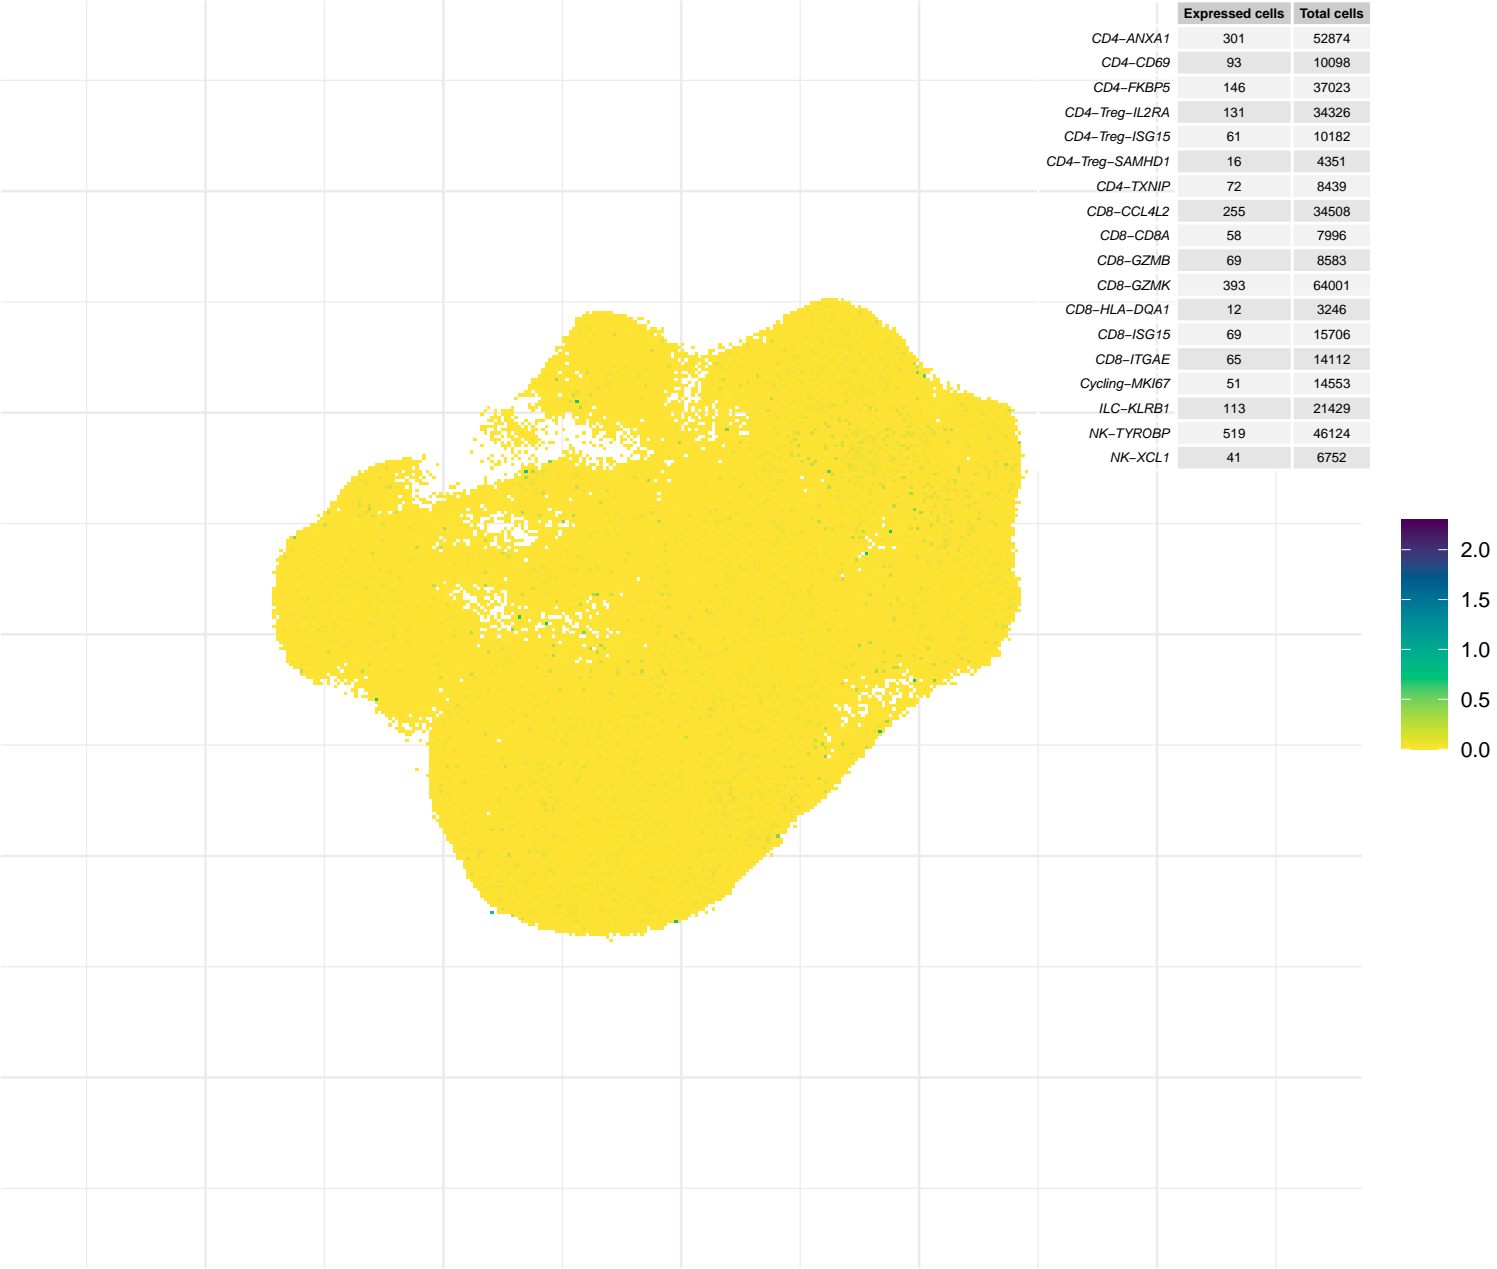 Expressed cells Total cells
CD4−ANXA1 301 52874
CD4−CD69 93 10098
CD4−FKBP5 146 37023
CD4−Treg−IL2RA 131 34326
CD4−Treg−ISG15 61 10182
CD4−Treg−SAMHD1 16 4351
CD4−TXNIP 72 8439
CD8−CCL4L2 255 34508
CD8−CD8A 58 7996
CD8−GZMB 69 8583
CD8−GZMK 393 64001
CD8−HLA−DQA1 12 3246
CD8−ISG15 69 15706
CD8−ITGAE 65 14112
Cycling−MKI67 51 14553
ILC−KLRB1 113 21429
NK−TYROBP 519 46124
NK−XCL1 41 6752
2.0
1.5
1.0
0.5
0.0